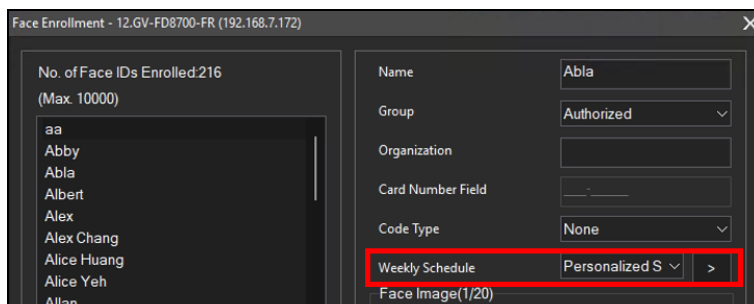 Face Enrollment - 12.GV-FD8700-FR (192.168.7.172)
No. of Face IDs Enrolled:216
(Max. 10000)
aa
Abby
Abla
Albert
Alex
Alex Chang
Alice Huang
Alice Yeh
Allan
Name
Abla
Group
Authorized
Organization
Card Number Field
Code Type
None
Weekly Schedule
Personalized S
>
Face Image(1/20)